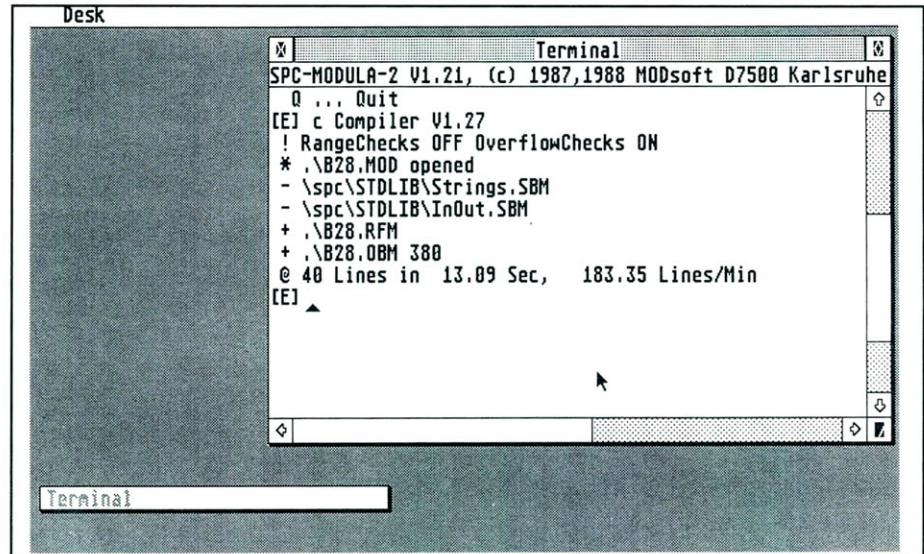 Desk
Terminal
SPC-MODULA-2 V1.21, (c) 1987,1988 MODsoft D7500 Karlsruhe
Q ... Quit
[E] c Compiler V1.27
! RangeChecks OFF OverflowChecks ON
* .\B28.MOD opened
- \spc\STDLIB\Strings.SBM
- \spc\STDLIB\InOut.SBM
+ .\B28.RFM
+ .\B28.OBM 380
@ 40 Lines in 13.09 Sec, 183.35 Lines/Min
[E]
Terminal